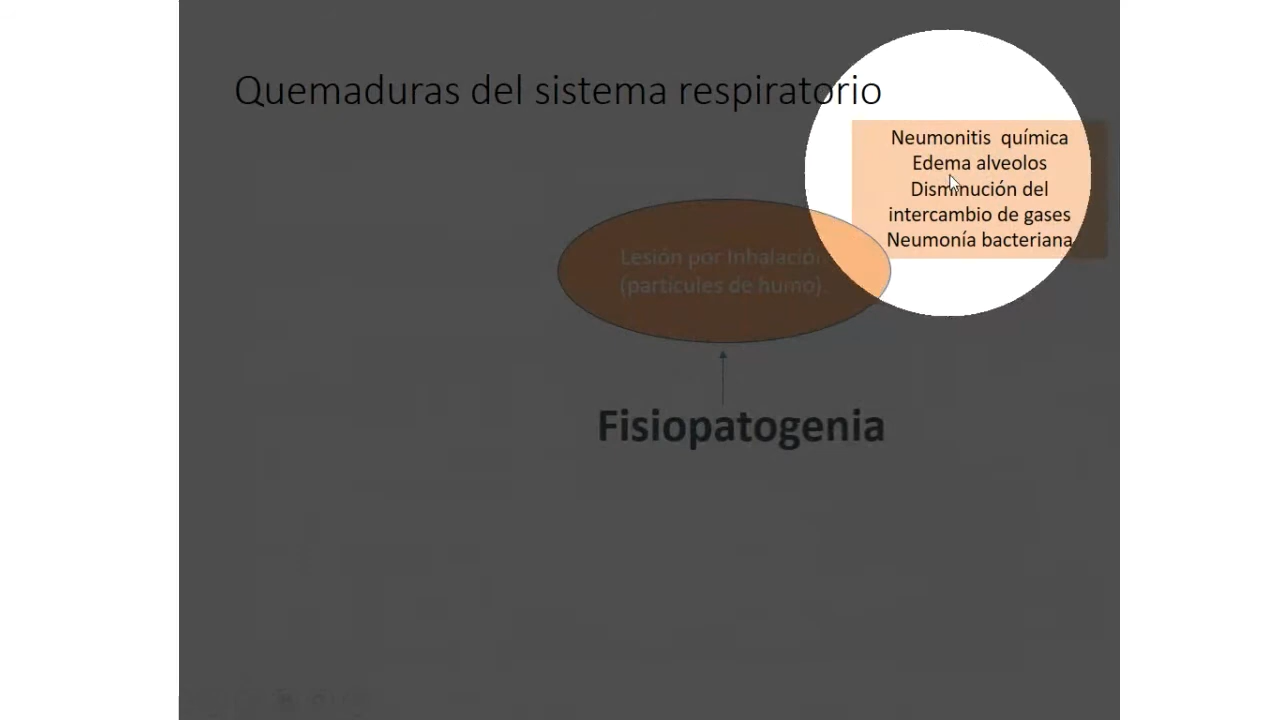 Quemaduras del sistema respiratorio
Neumonitis química
Edema alveolos
Disminución del
intercambio de gases
Neumonía bacteriana
Lesión por Inhalación
(partícules de humo).
Fisiopatogenia